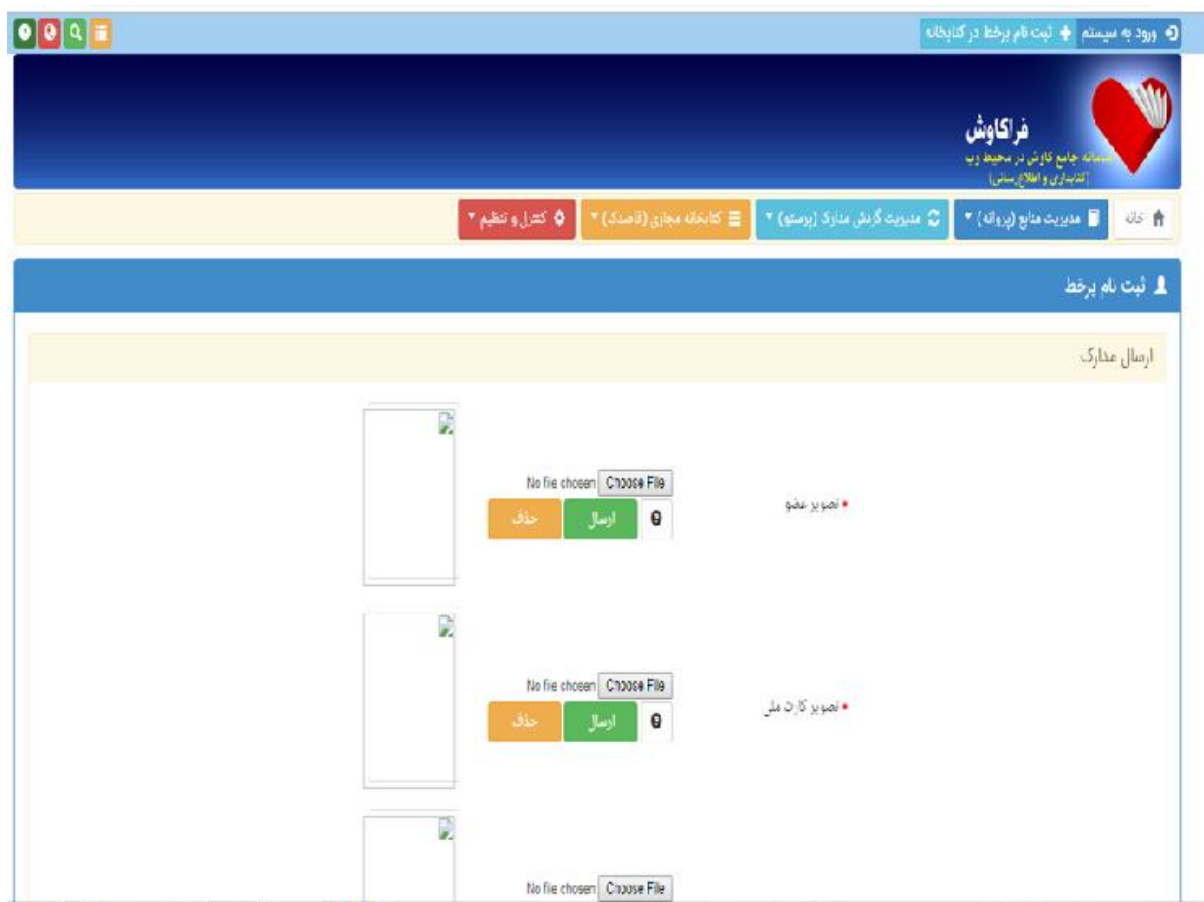 ورود به سیستم
ثبت نام برخط در کتابخانه
فراکاوش
سامانه جامع کاوش در محیط وب
(کتابداری و اطلاع‌رسانی)
خانه
مدیریت منابع (پروانه)
مدیریت گردش مدارک (پرستو)
کتابخانه مجازی (قاصدک)
کنترل و تنظیم
ثبت نام برخط
ارسال مدارک
تصویر عضو
Choose File No file chosen
ارسال
حذف
تصویر کارت ملی
Choose File No file chosen
ارسال
حذف
Choose File No file chosen